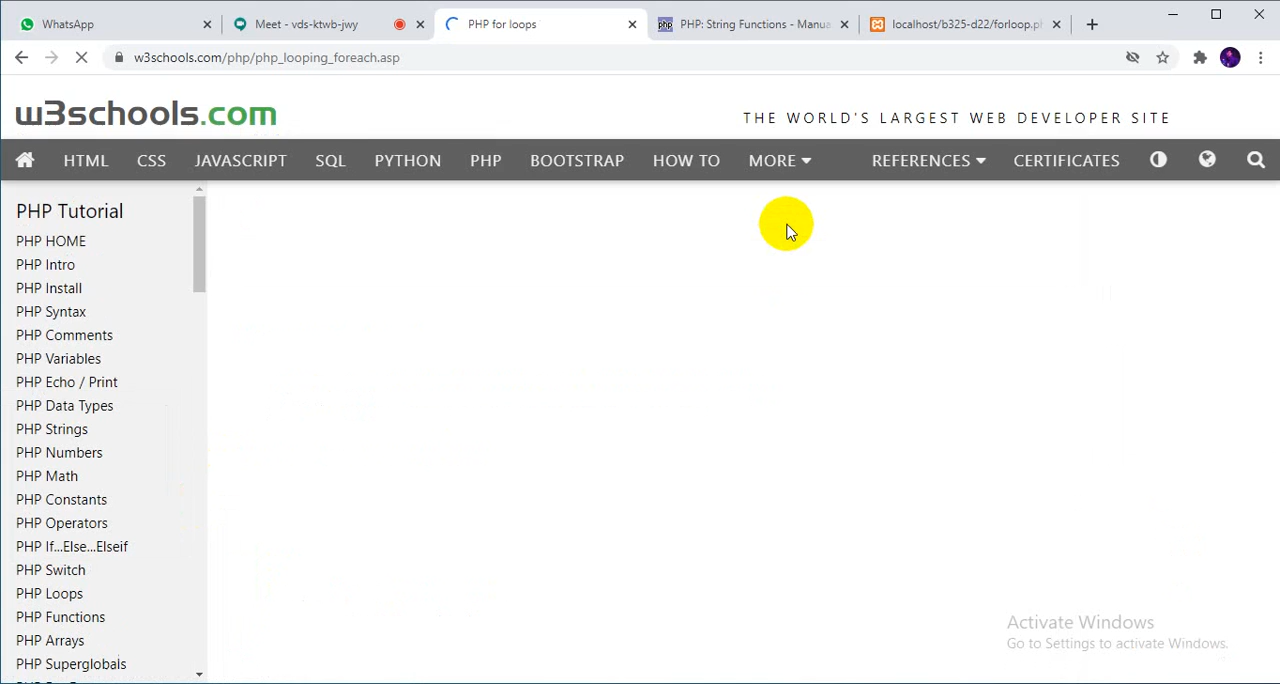 WhatsApp
Meet - vds-ktwb-jwy
PHP for loops
PHP: String Functions - Manua
localhost/b325-d22/forloop.ph
w3schools.com/php/php_looping_foreach.asp
w3schools.com
THE WORLD'S LARGEST WEB DEVELOPER SITE
HTML CSS JAVASCRIPT SQL PYTHON PHP BOOTSTRAP HOW TO MORE REFERENCES CERTIFICATES
PHP Tutorial
PHP HOME
PHP Intro
PHP Install
PHP Syntax
PHP Comments
PHP Variables
PHP Echo / Print
PHP Data Types
PHP Strings
PHP Numbers
PHP Math
PHP Constants
PHP Operators
PHP If...Else...Elseif
PHP Switch
PHP Loops
PHP Functions
PHP Arrays
PHP Superglobals
Activate Windows
Go to Settings to activate Windows.